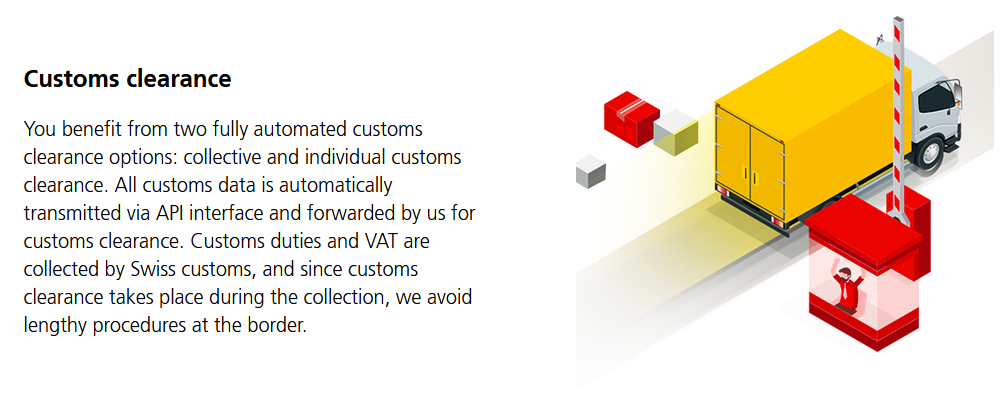 Customs clearance
You benefit from two fully automated customs
clearance options: collective and individual customs
clearance. All customs data is automatically
transmitted via API interface and forwarded by us for
customs clearance. Customs duties and VAT are
collected by Swiss customs, and since customs
clearance takes place during the collection, we avoid
lengthy procedures at the border.